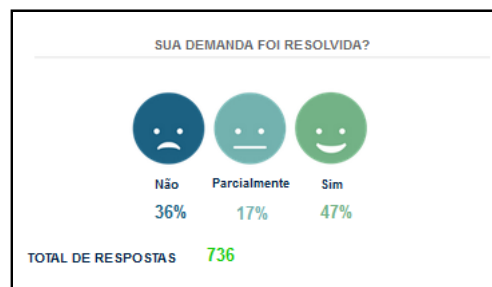 SUA DEMANDA FOI RESOLVIDA?
Não Parcialmente Sim
36% 17% 47%
TOTAL DE RESPOSTAS 736